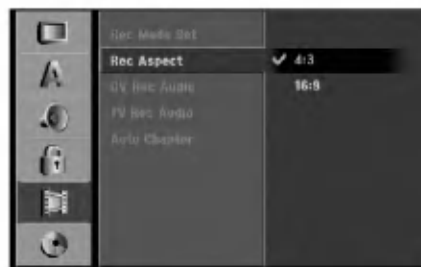 Rec Mode Set
Rec Aspect
4:3
16:9
DV Rec Audio
TV Rec Audio
Auto Chapter